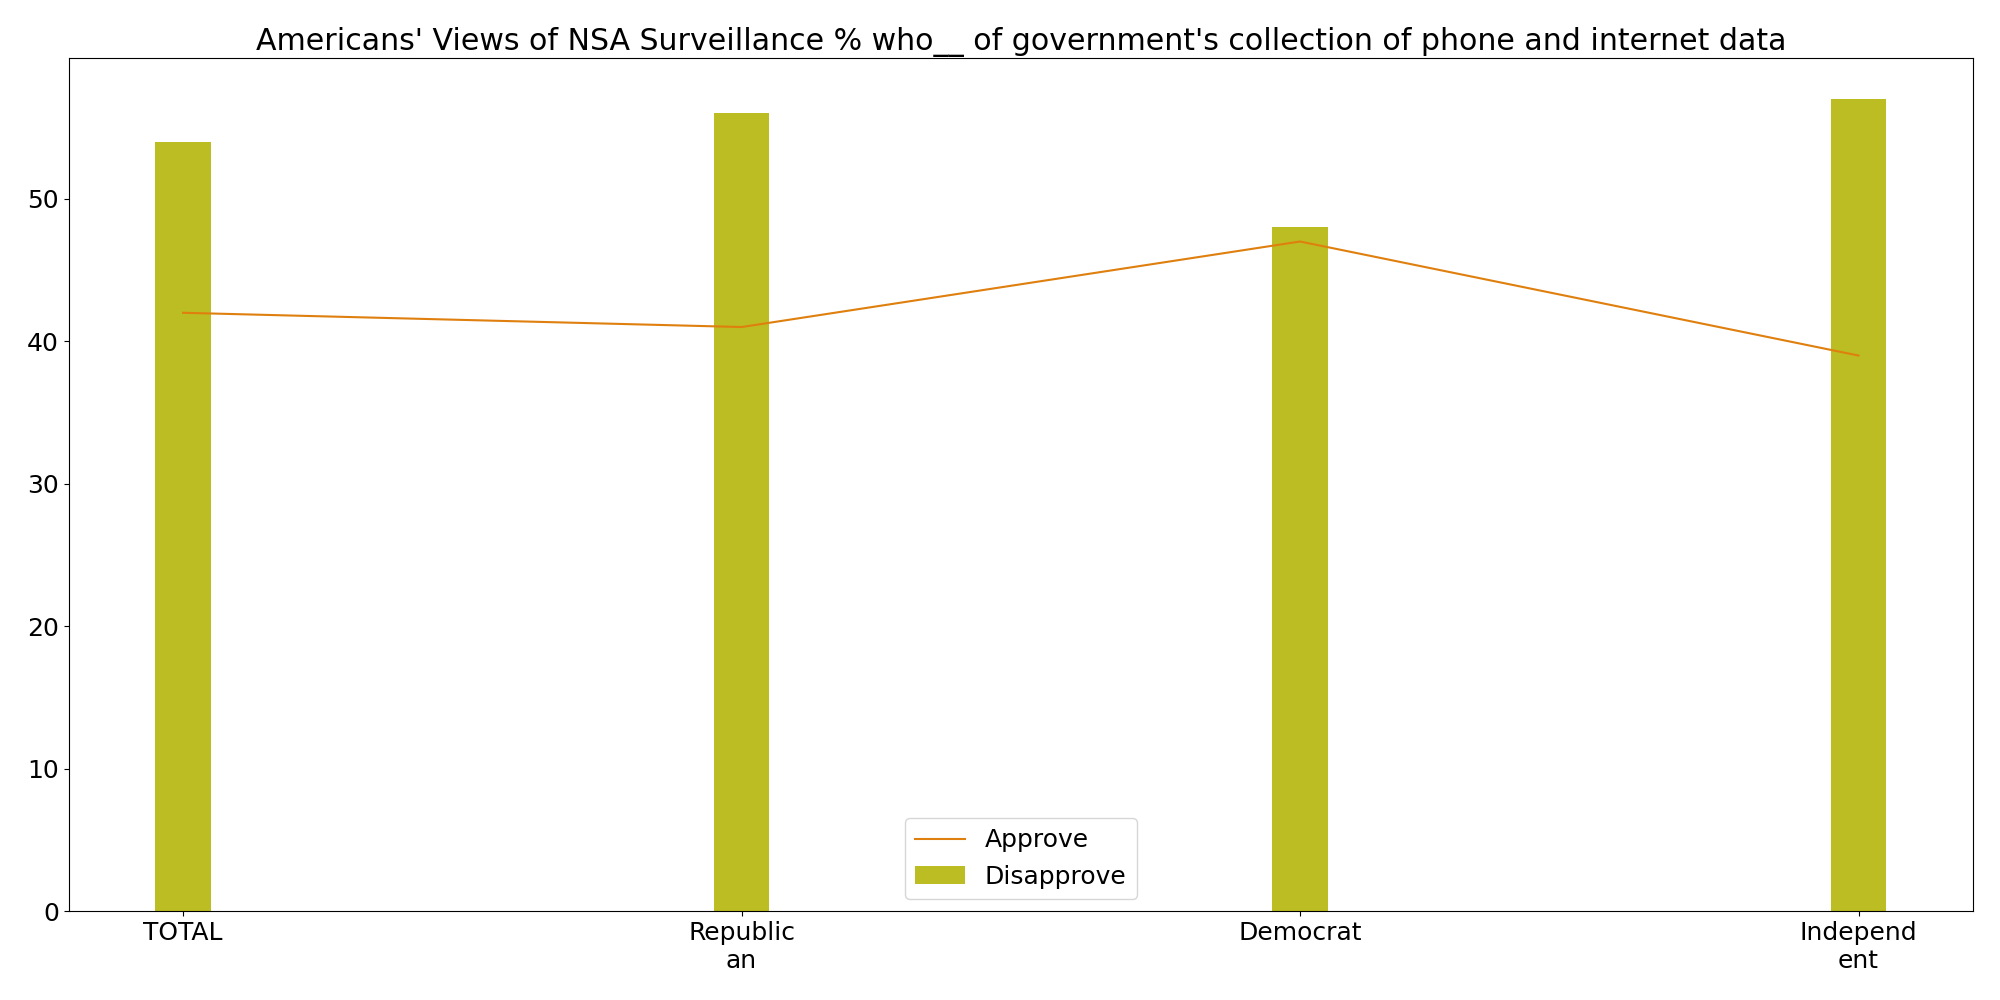 Americans' Views of NSA Surveillance % who__ of government's collection of phone and internet data
50
40
30
20
10
0
Approve
Disapprove
TOTAL
Republic
an
Democrat
Independ
ent